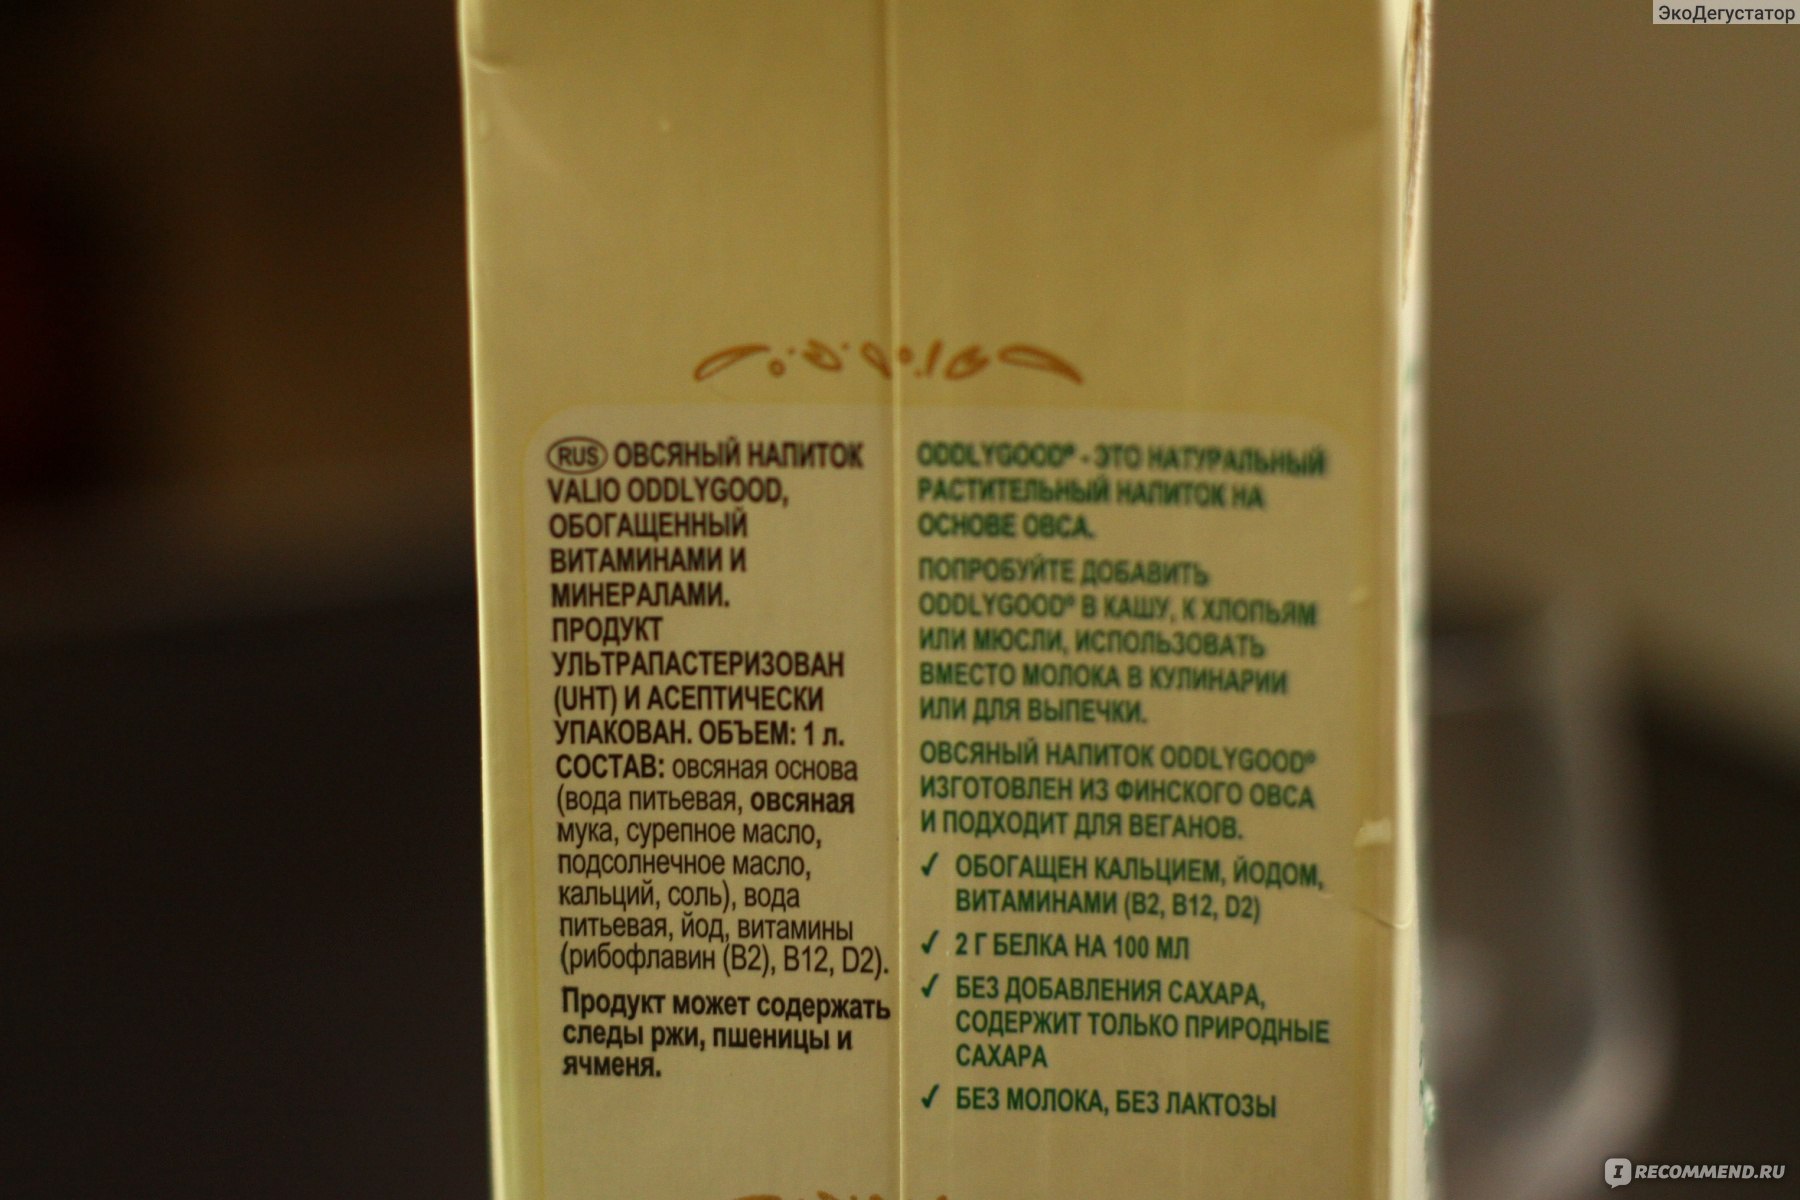 ЭкоДегустатор
RUS ОВСЯНЫЙ НАПИТОК
VALIO ODDLYGOOD,
ОБОГАЩЕННЫЙ
ВИТАМИНАМИ И
МИНЕРАЛАМИ.
ПРОДУКТ
УЛЬТРАПАСТЕРИЗОВАН
(UHT) И АСЕПТИЧЕСКИ
УПАКОВАН. ОБЪЕМ: 1 л.
СОСТАВ: овсяная основа
(вода питьевая, овсяная
мука, сурепное масло,
подсолнечное масло,
кальций, соль), вода
питьевая, йод, витамины
(рибофлавин (B2), B12, D2).
Продукт может содержать
следы ржи, пшеницы и
ячменя.
ODDLYGOOD® - ЭТО НАТУРАЛЬНЫЙ
РАСТИТЕЛЬНЫЙ НАПИТОК НА
ОСНОВЕ ОВСА.
ПОПРОБУЙТЕ ДОБАВИТЬ
ODDLYGOOD® В КАШУ, К ХЛОПЬЯМ
ИЛИ МЮСЛИ, ИСПОЛЬЗОВАТЬ
ВМЕСТО МОЛОКА В КУЛИНАРИИ
ИЛИ ДЛЯ ВЫПЕЧКИ.
ОВСЯНЫЙ НАПИТОК ODDLYGOOD®
ИЗГОТОВЛЕН ИЗ ФИНСКОГО ОВСА
И ПОДХОДИТ ДЛЯ ВЕГАНОВ.
✓ ОБОГАЩЕН КАЛЬЦИЕМ, ЙОДОМ,
ВИТАМИНАМИ (B2, B12, D2)
✓ 2 Г БЕЛКА НА 100 МЛ
✓ БЕЗ ДОБАВЛЕНИЯ САХАРА,
СОДЕРЖИТ ТОЛЬКО ПРИРОДНЫЕ
САХАРА
✓ БЕЗ МОЛОКА, БЕЗ ЛАКТОЗЫ
I RECOMMEND.RU